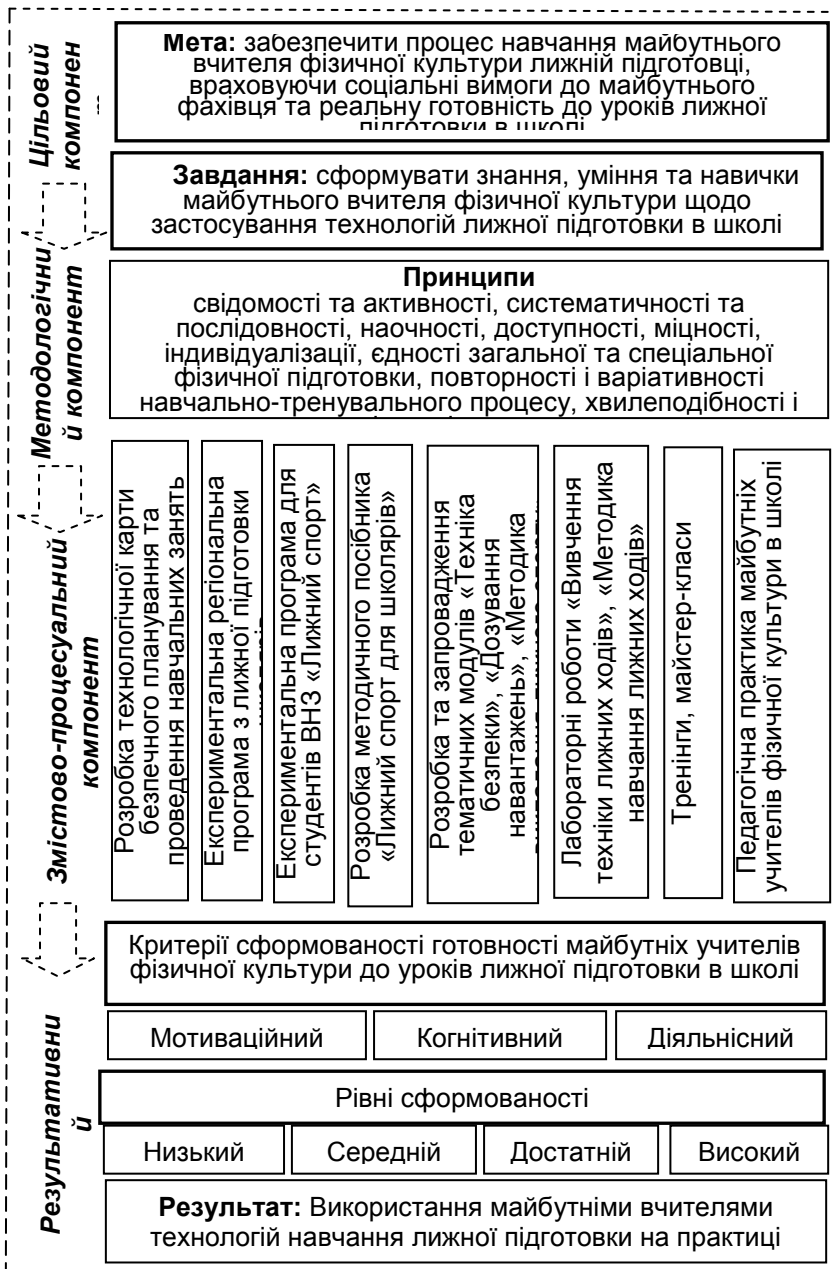 Цільовий
компонен
Мета: забезпечити процес навчання майбутнього
вчителя фізичної культури лижній підготовці,
враховуючи соціальні вимоги до майбутнього
фахівця та реальну готовність до уроків лижної
підготовки в школі
Завдання: сформувати знання, уміння та навички
майбутнього вчителя фізичної культури щодо
застосування технологій лижної підготовки в школі
Методологічни
й компонент
Принципи
свідомості та активності, систематичності та
послідовності, наочності, доступності, міцності,
індивідуалізації, єдності загальної та спеціальної
фізичної підготовки, повторності і варіативності
навчально-тренувального процесу, хвилеподібності і
Змістово-процесуальний
компонент
Розробка технологічної карти
безпечного планування та
проведення навчальних занять
Експериментальна регіональна
програма з лижної підготовки
Експериментальна програма для
студентів ВНЗ «Лижний спорт»
Розробка методичного посібника
«Лижний спорт для школярів»
Розробка та запровадження
тематичних модулів «Техніка
безпеки», «Дозування
навантажень», «Методика
Лабораторні роботи «Вивчення
техніки лижних ходів», «Методика
навчання лижних ходів»
Тренінги, майстер-класи
Педагогічна практика майбутніх
учителів фізичної культури в школі
Результативни
й
Критерії сформованості готовності майбутніх учителів
фізичної культури до уроків лижної підготовки в школі
Мотиваційний
Когнітивний
Діяльнісний
Рівні сформованості
Низький
Середній
Достатній
Високий
Результат: Використання майбутніми вчителями
технологій навчання лижної підготовки на практиці